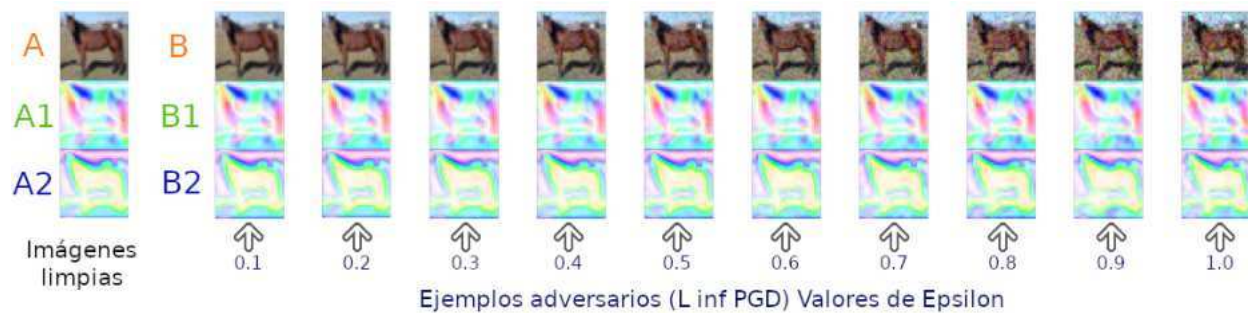 A B
A1 B1
A2 B2
Imágenes
limpias
0.1 0.2 0.3 0.4 0.5 0.6 0.7 0.8 0.9 1.0
Ejemplos adversarios (L inf PGD) Valores de Epsilon